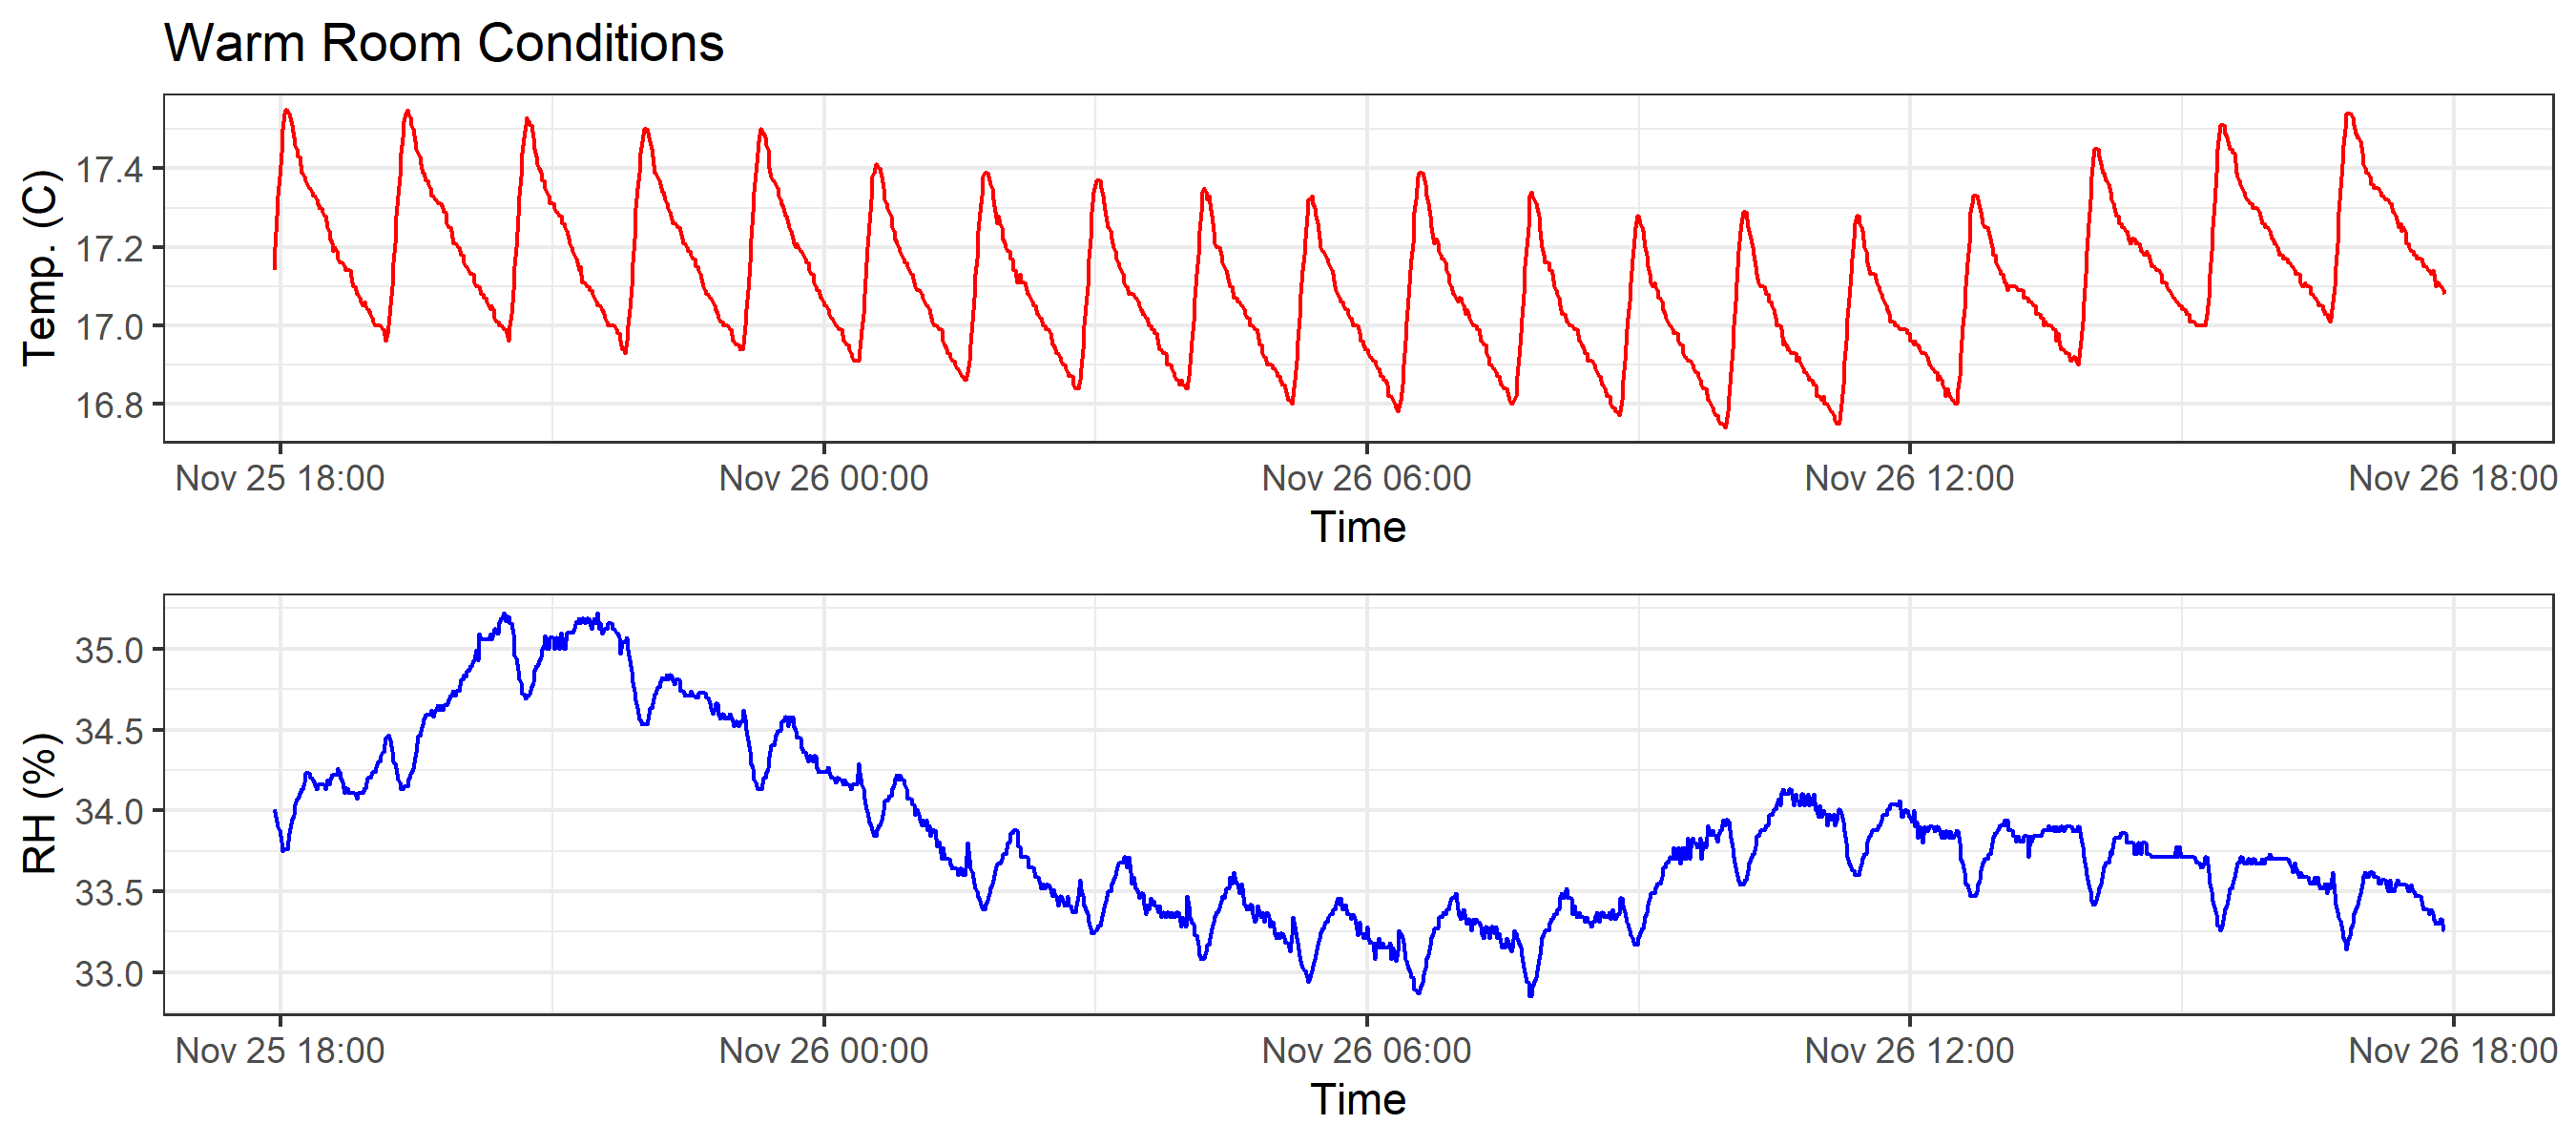 Warm Room Conditions
Temp. (C)
17.4
17.2
17.0
16.8
Nov 25 18:00 Nov 26 00:00 Nov 26 06:00 Nov 26 12:00 Nov 26 18:00
Time
RH (%)
35.0
34.5
34.0
33.5
33.0
Nov 25 18:00 Nov 26 00:00 Nov 26 06:00 Nov 26 12:00 Nov 26 18:00
Time